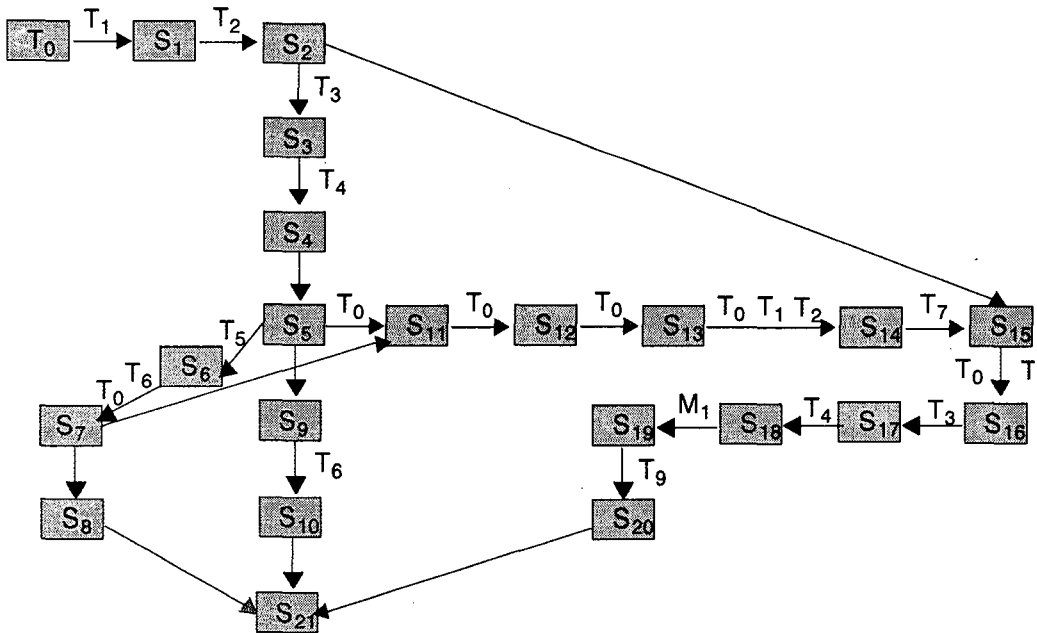 T₀ T₁ S₁ T₂ S₂
T₃
S₃
T₄
S₄
S₅ T₀ S₁₁ T₀ S₁₂ T₀ S₁₃ T₀ T₁ T₂ S₁₄ T₇ S₁₅
T₅
S₆ T₀ T
T₀ T₆
S₇ S₉ S₁₉ M₁ S₁₈ T₄ S₁₇ T₃ S₁₆
T₆ T₉
S₈ S₁₀ S₂₀
S₂₁